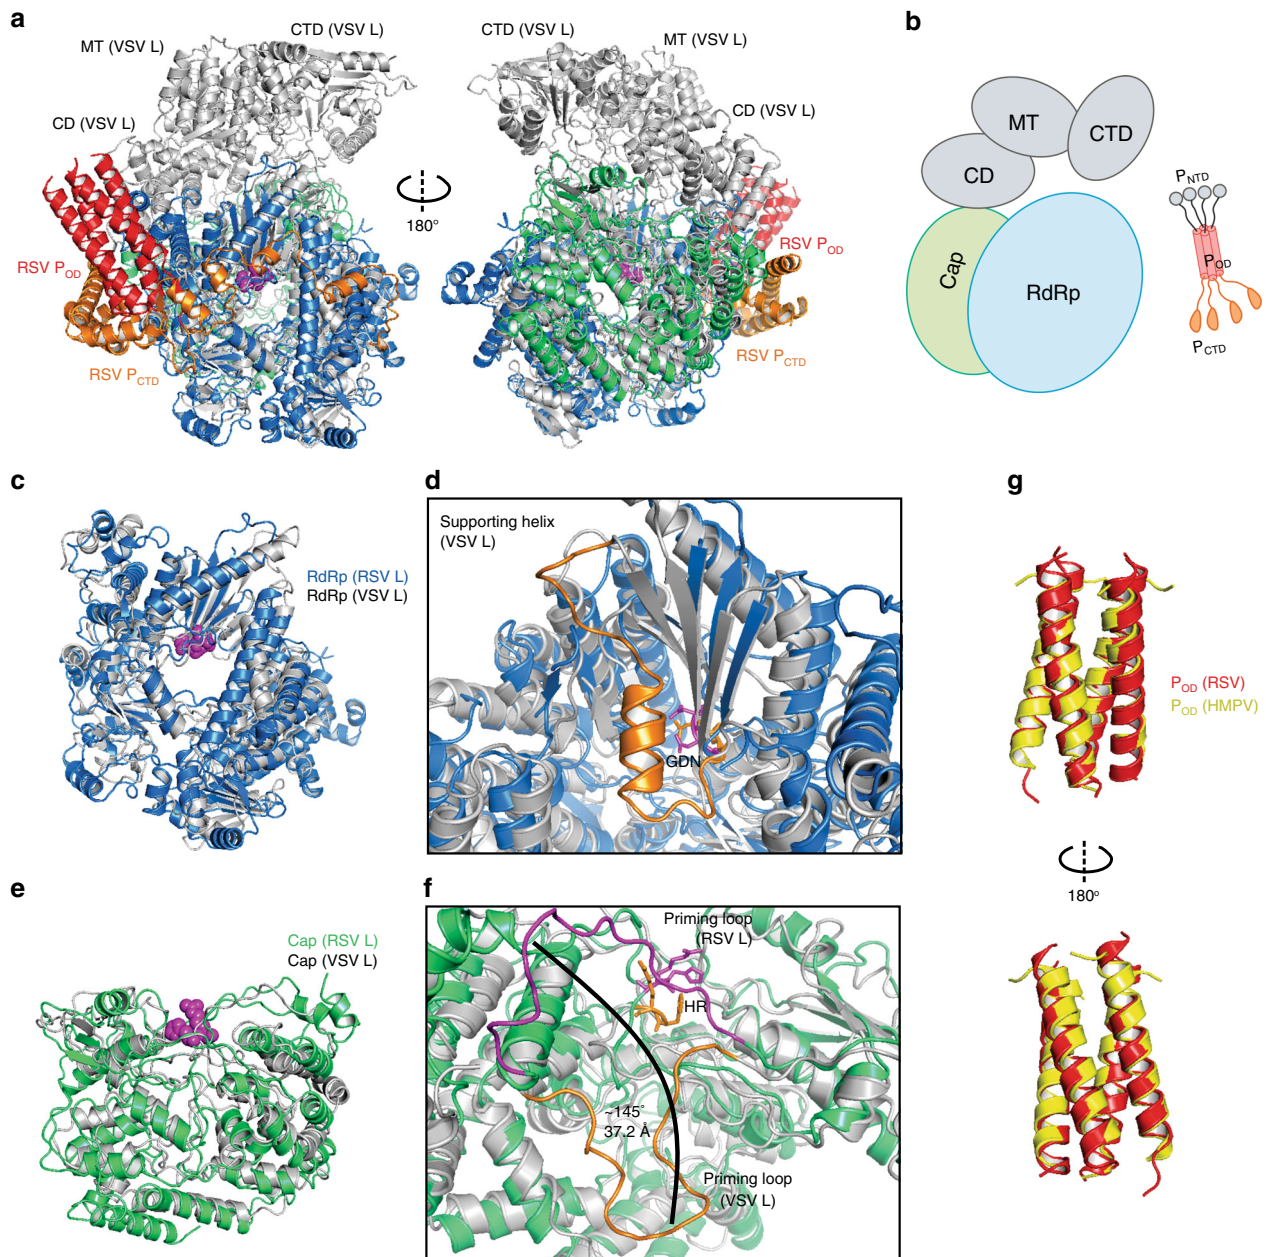 a
MT (VSV L)
CTD (VSV L)
CD (VSV L)
RSV POD
RSV PCTD
180°
CTD (VSV L)
MT (VSV L)
CD (VSV L)
RSV POD
RSV PCTD
b
MT
CTD
CD
Cap
RdRp
PNTD
POD
PCTD
c
RdRp (RSV L)
RdRp (VSV L)
d
Supporting helix
(VSV L)
GDN
e
Cap (RSV L)
Cap (VSV L)
f
Priming loop
(RSV L)
HR
~145°
37.2 Å
Priming loop
(VSV L)
g
POD (RSV)
POD (HMPV)
180°